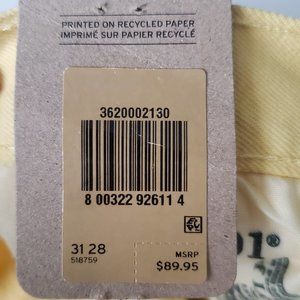 PRINTED ON RECYCLED PAPER
IMPRIMÉ SUR PAPIER RECYCLÉ
3620002130
8 00322 92611 4
31 28
518759
MSRP
$89.95
01®